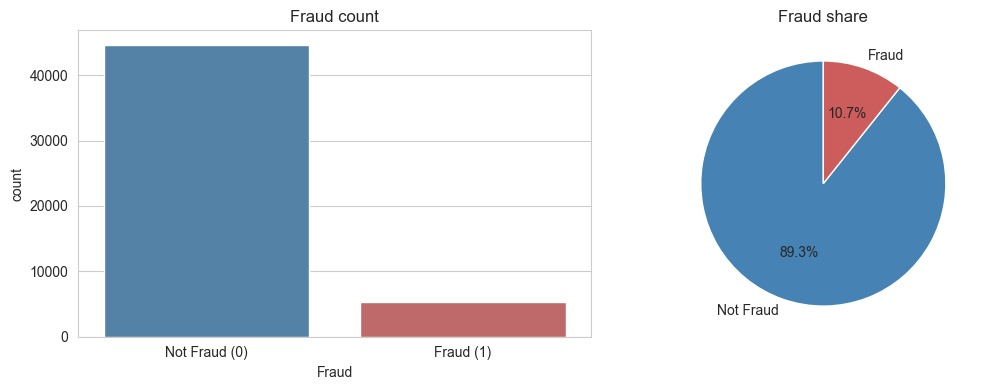 Fraud count
40000
30000
20000
10000
0
count
Not Fraud (0)
Fraud (1)
Fraud
Fraud share
Fraud
10.7%
89.3%
Not Fraud